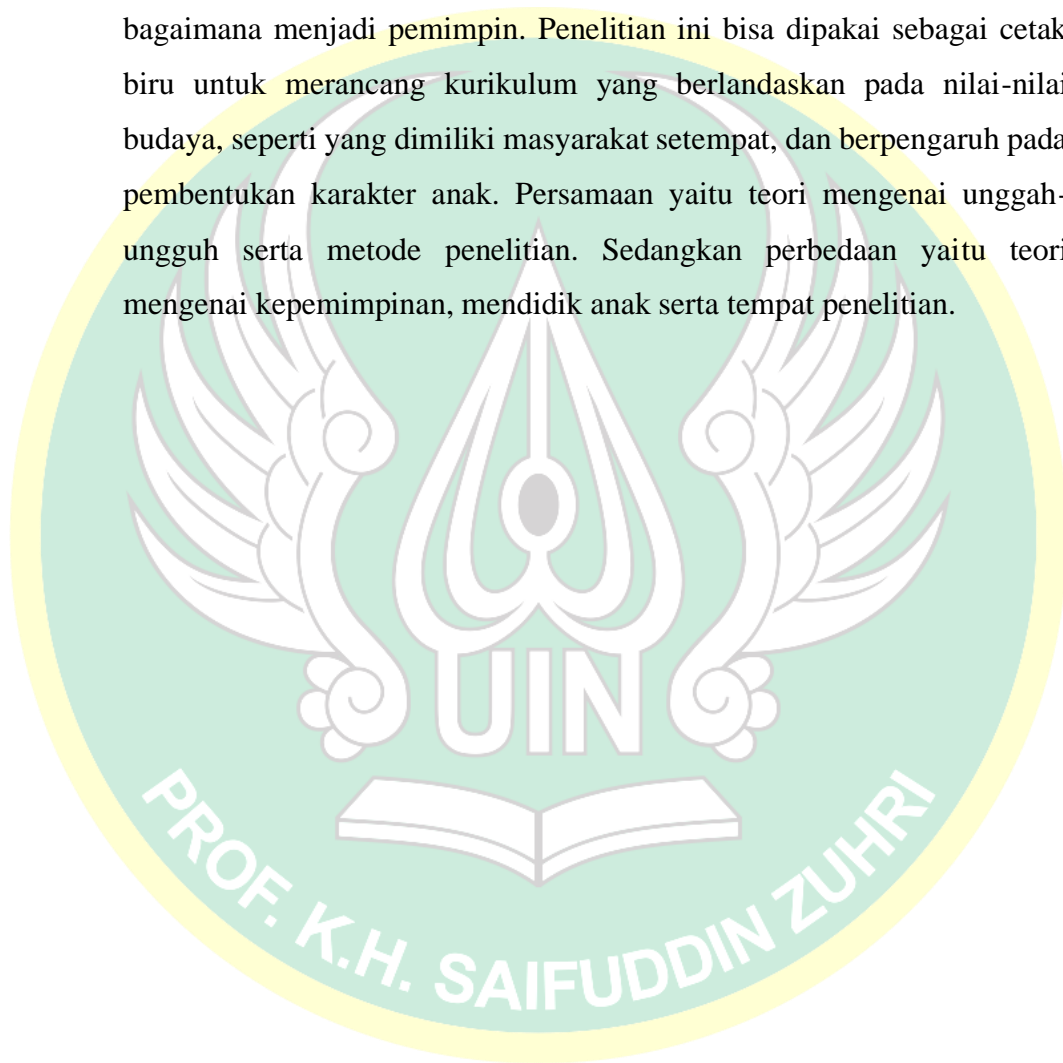 bagaimana menjadi pemimpin. Penelitian ini bisa dipakai sebagai cetak
biru untuk merancang kurikulum yang berlandaskan pada nilai-nilai
budaya, seperti yang dimiliki masyarakat setempat, dan berpengaruh pada
pembentukan karakter anak. Persamaan yaitu teori mengenai unggah-
ungguh serta metode penelitian. Sedangkan perbedaan yaitu teori
mengenai kepemimpinan, mendidik anak serta tempat penelitian.
UIN
PROF. K.H. SAIFUDDIN ZUHRI